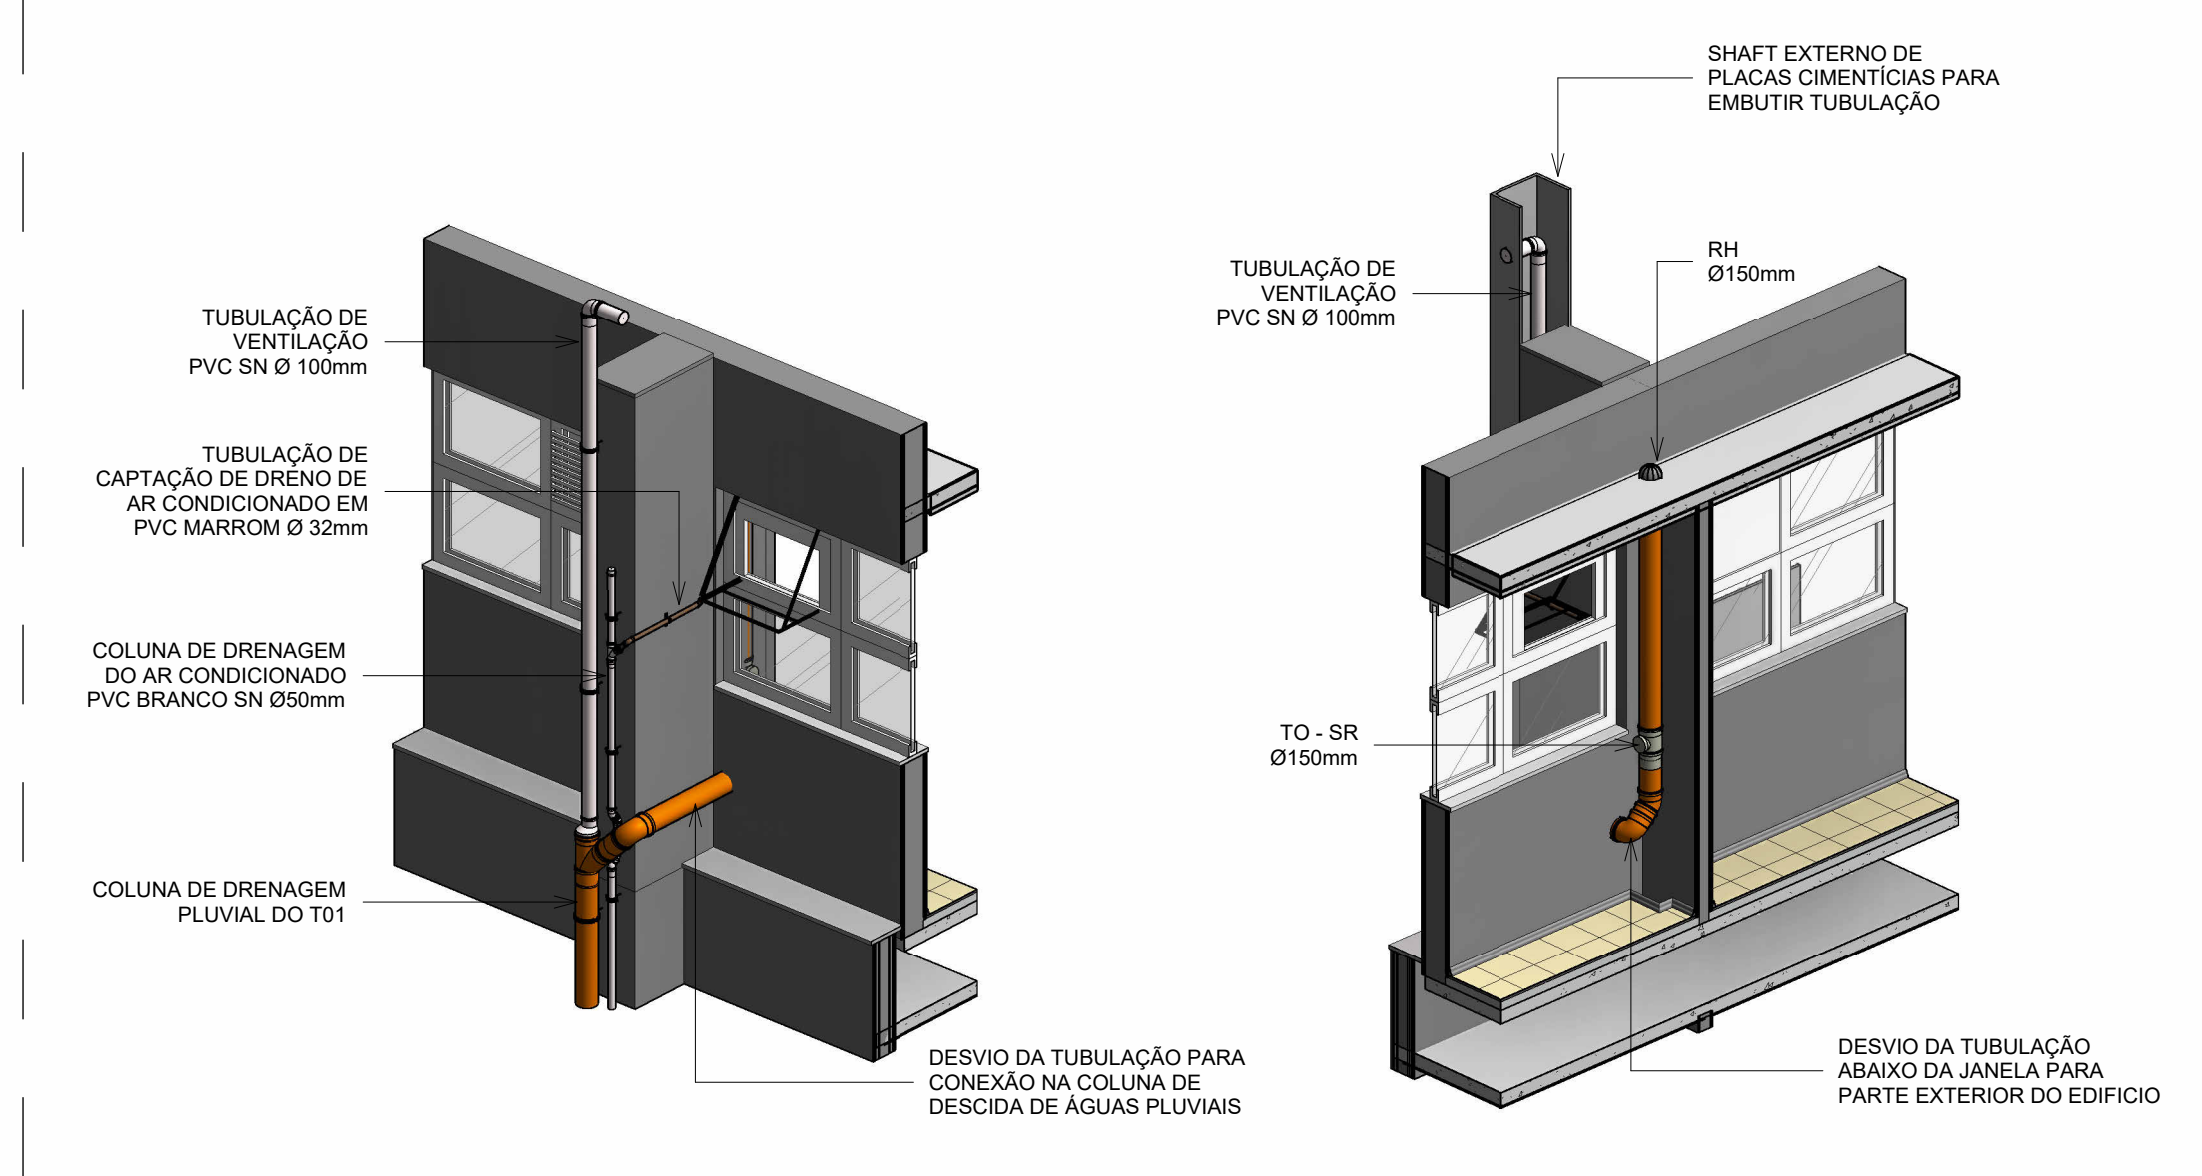 TUBULAÇÃO DE
VENTILAÇÃO
PVC SN Ø 100mm
TUBULAÇÃO DE
CAPTAÇÃO DE DRENO DE
AR CONDICIONADO EM
PVC MARROM Ø 32mm
COLUNA DE DRENAGEM
DO AR CONDICIONADO
PVC BRANCO SN Ø50mm
COLUNA DE DRENAGEM
PLUVIAL DO T01
DESVIO DA TUBULAÇÃO PARA
CONEXÃO NA COLUNA DE
DESCIDA DE ÁGUAS PLUVIAIS
SHAFT EXTERNO DE
PLACAS CIMENTÍCIAS PARA
EMBUTIR TUBULAÇÃO
TUBULAÇÃO DE
VENTILAÇÃO
PVC SN Ø 100mm
RH
Ø150mm
TO - SR
Ø150mm
DESVIO DA TUBULAÇÃO
ABAIXO DA JANELA PARA
PARTE EXTERIOR DO EDIFICIO